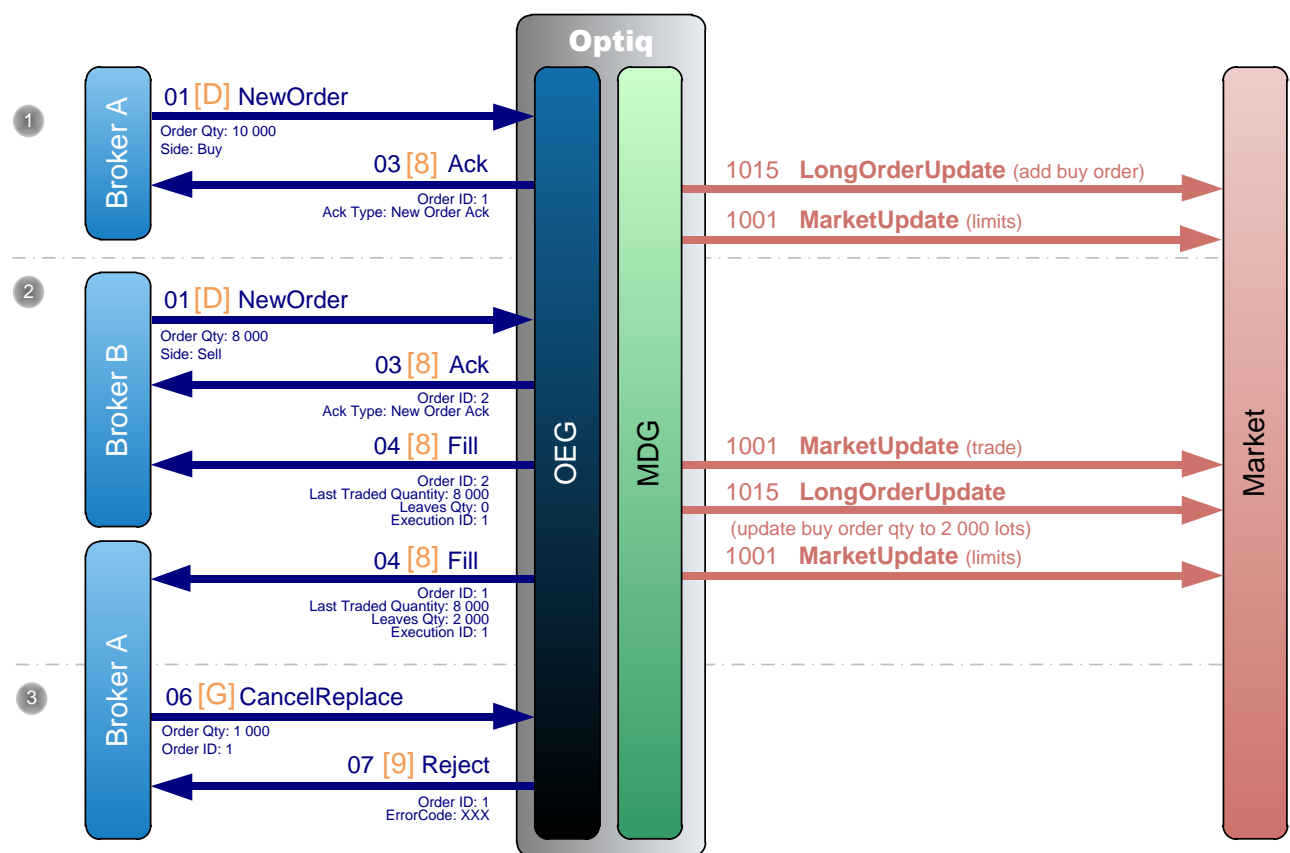 Optiq
1
Broker A
01 [D] NewOrder
Order Qty: 10 000
Side: Buy
03 [8] Ack
Order ID: 1
Ack Type: New Order Ack
1015 LongOrderUpdate (add buy order)
1001 MarketUpdate (limits)
2
Broker B
01 [D] NewOrder
Order Qty: 8 000
Side: Sell
03 [8] Ack
Order ID: 2
Ack Type: New Order Ack
04 [8] Fill
Order ID: 2
Last Traded Quantity: 8 000
Leaves Qty: 0
Execution ID: 1
OEG
MDG
1001 MarketUpdate (trade)
1015 LongOrderUpdate
(update buy order qty to 2 000 lots)
1001 MarketUpdate (limits)
Market
Broker A
04 [8] Fill
Order ID: 1
Last Traded Quantity: 8 000
Leaves Qty: 2 000
Execution ID: 1
3
06 [G] CancelReplace
Order Qty: 1 000
Order ID: 1
07 [9] Reject
Order ID: 1
ErrorCode: XXX